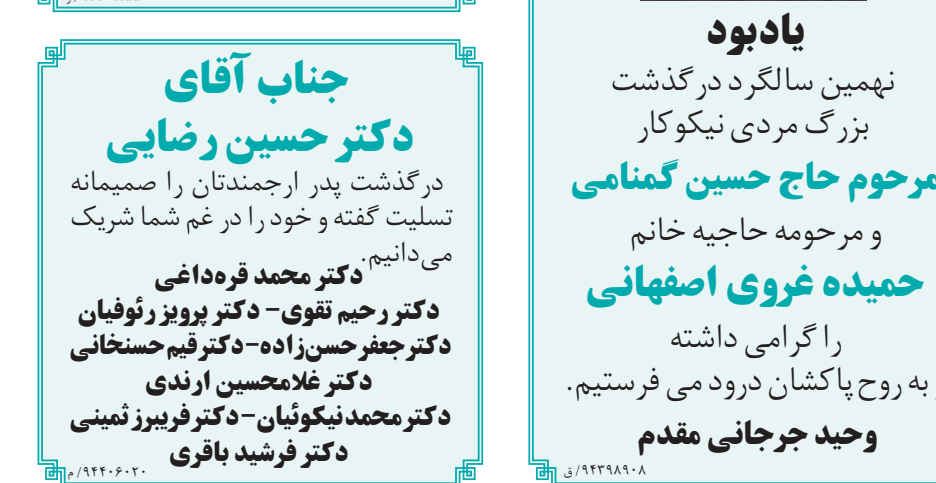 یادبود
نهمین سالگرد درگذشت
بزرگ مردی نیکوکار
مرحوم حاج حسین گمنامی
و مرحومه حاجیه خانم
حمیده غروی اصفهانی
را گرامی داشته
به روح پاکشان درود می فرستیم.
وحید جرجانی مقدم
۹۴۳۹۸۹۰۸/ ق
جناب آقای
دکتر حسین رضایی
درگذشت پدر ارجمندتان را صمیمانه
تسلیت گفته و خود را در غم شما شریک
می‌دانیم.
دکتر محمد قره‌داغی
دکتر رحیم تقوی- دکتر پرویز رئوفیان
دکتر جعفر حسن‌زاده- دکتر قیم حسنخانی
دکتر غلامحسین ارندی
دکتر محمد نیکوئیان- دکتر فریبرز ثمینی
دکتر فرشید باقری
۹۴۴۰۶۰۲۰/ م